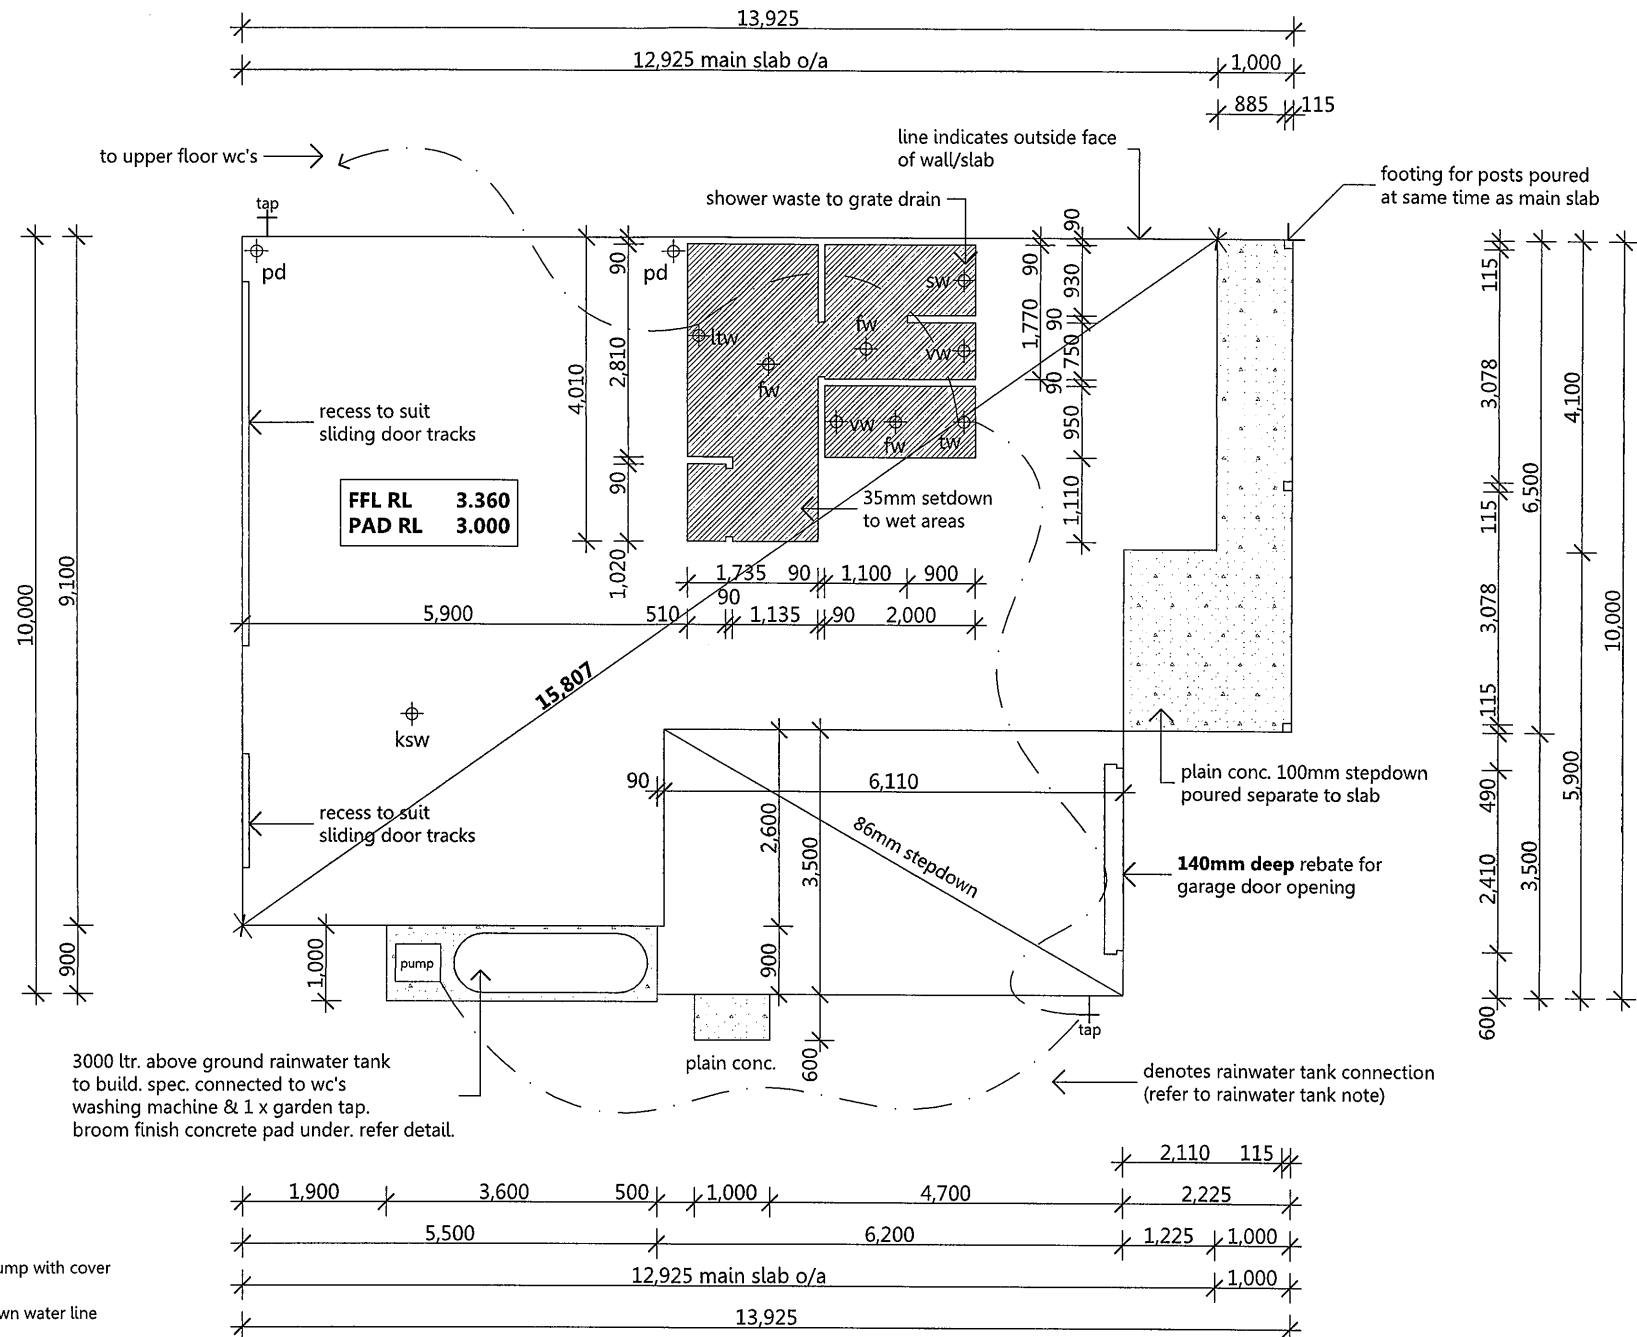 13,925
12,925 main slab o/a
1,000
885
115
line indicates outside face
of wall/slab
to upper floor wc's
footing for posts poured
at same time as main slab
shower waste to grate drain
tap
pd
pd
90
90
90
sw
930
115
ltw
fw
fw
1,770
90
750
vw
90
2,810
4,010
3,078
4,100
recess to suit
sliding door tracks
vw
fw
tw
950
90
6,500
FFL RL 3.360
PAD RL 3.000
35mm setdown
to wet areas
1,110
115
10,000
9,100
1,020
1,735
90
1,100
900
90
5,900
510
1,135
90
2,000
3,078
10,000
15,807
115
ksw
90
6,110
plain conc. 100mm stepdown
poured separate to slab
490
5,900
recess to suit
sliding door tracks
2,600
3,500
86mm stepdown
140mm deep rebate for
garage door opening
2,410
3,500
900
1,000
pump
900
600
tap
plain conc.
600
3000 ltr. above ground rainwater tank
to build. spec. connected to wc's
washing machine & 1 x garden tap.
broom finish concrete pad under. refer detail.
denotes rainwater tank connection
(refer to rainwater tank note)
2,110
115
1,900
3,600
500
1,000
4,700
2,225
5,500
6,200
1,225
1,000
ump with cover
12,925 main slab o/a
1,000
wn water line
13,925